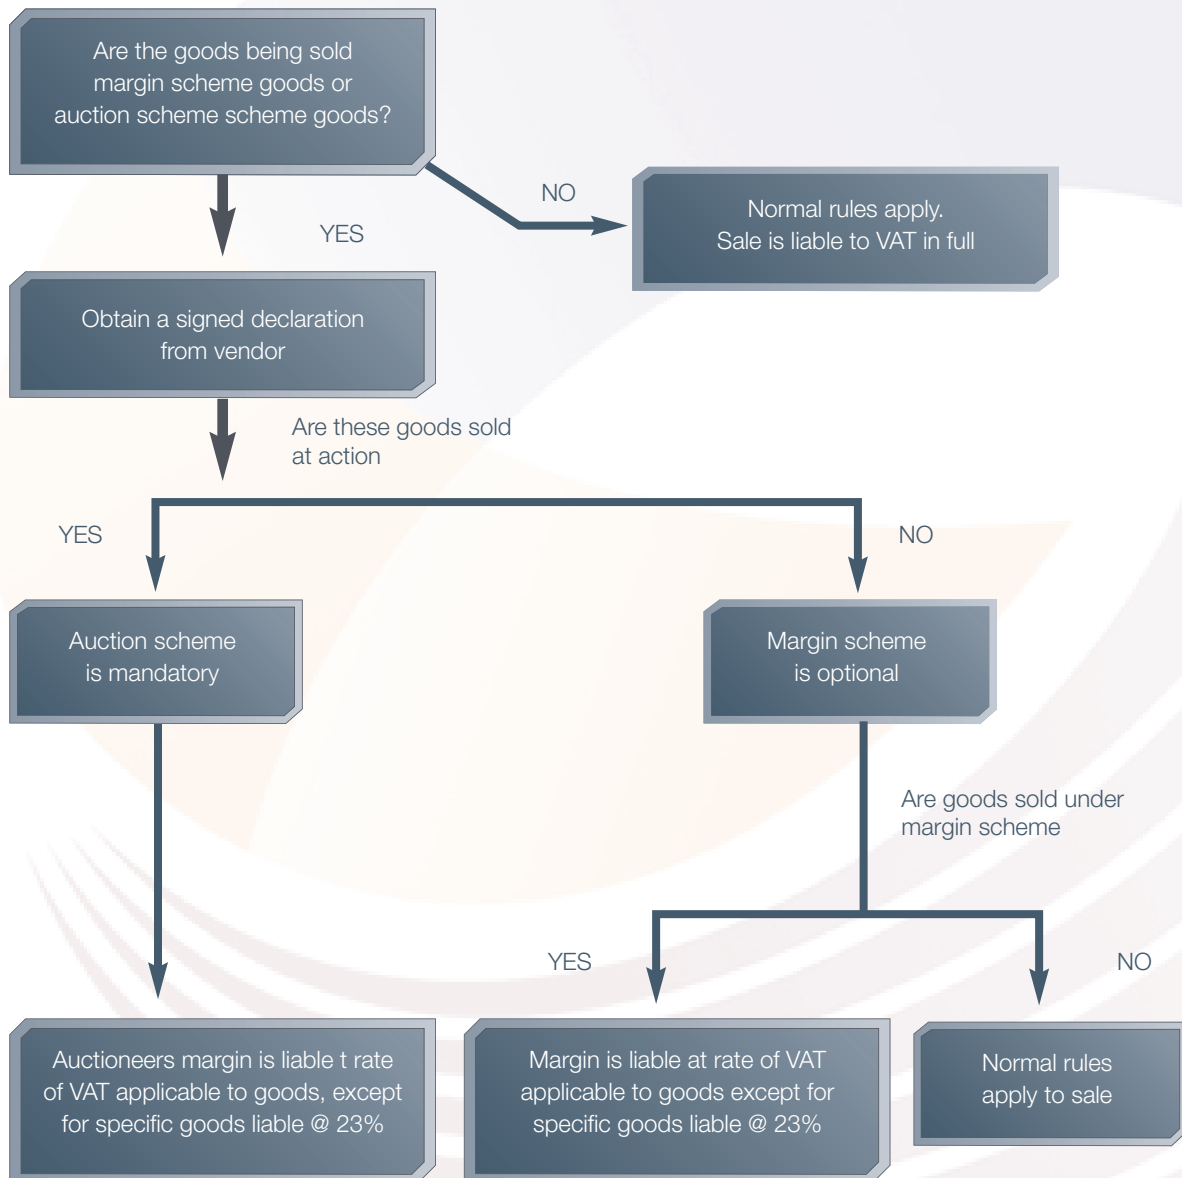 Are the goods being sold
margin scheme goods or
auction scheme scheme goods?
NO
Normal rules apply.
Sale is liable to VAT in full
YES
Obtain a signed declaration
from vendor
Are these goods sold
at action
YES
NO
Auction scheme
is mandatory
Margin scheme
is optional
Are goods sold under
margin scheme
YES
NO
Auctioneers margin is liable t rate
of VAT applicable to goods, except
for specific goods liable @ 23%
Margin is liable at rate of VAT
applicable to goods except for
specific goods liable @ 23%
Normal rules
apply to sale